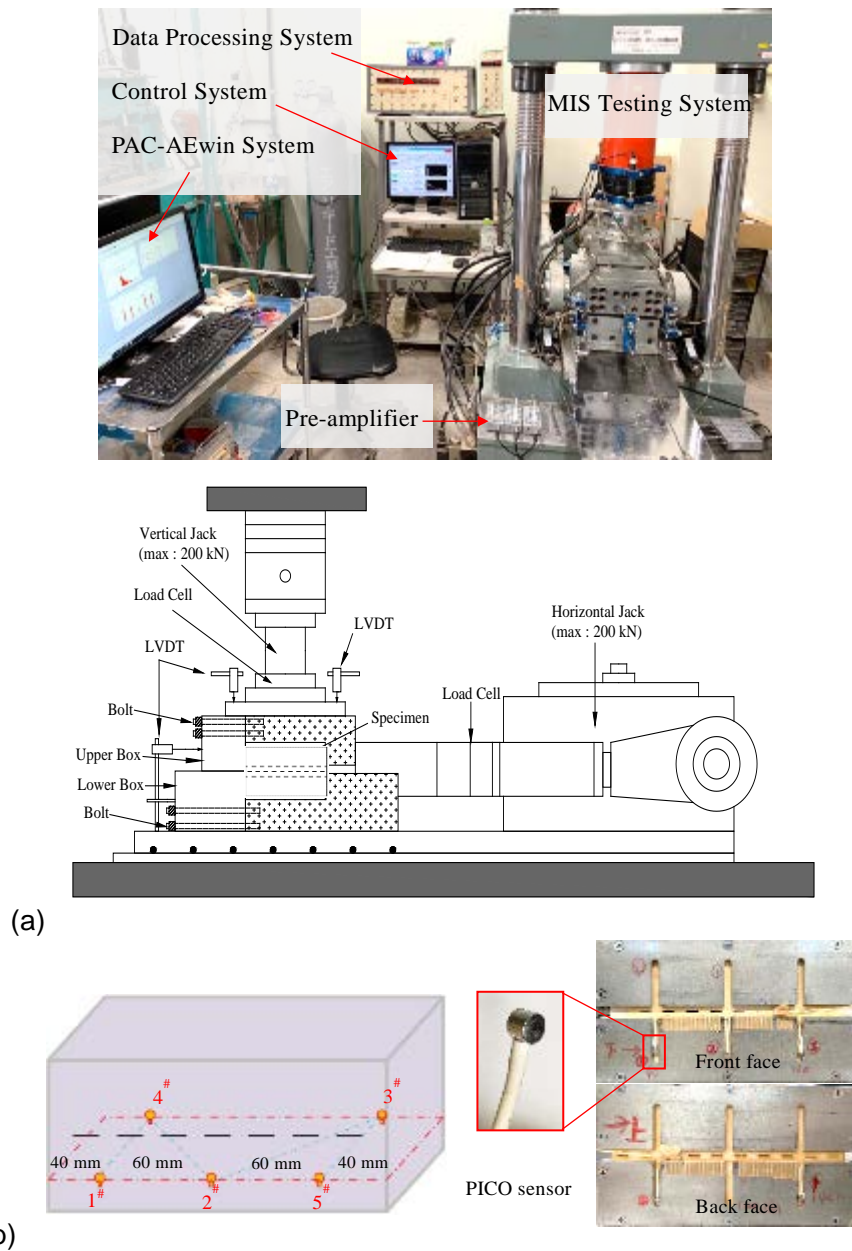 Data Processing System
Control System
PAC-AEwin System
MIS Testing System
Pre-amplifier
Vertical Jack
(max : 200 kN)
Load Cell
LVDT
LVDT
Horizontal Jack
(max : 200 kN)
Load Cell
Bolt
Specimen
Upper Box
Lower Box
Bolt
(a)
4#
3#
40 mm
60 mm
60 mm
40 mm
1#
2#
5#
PICO sensor
Front face
Back face